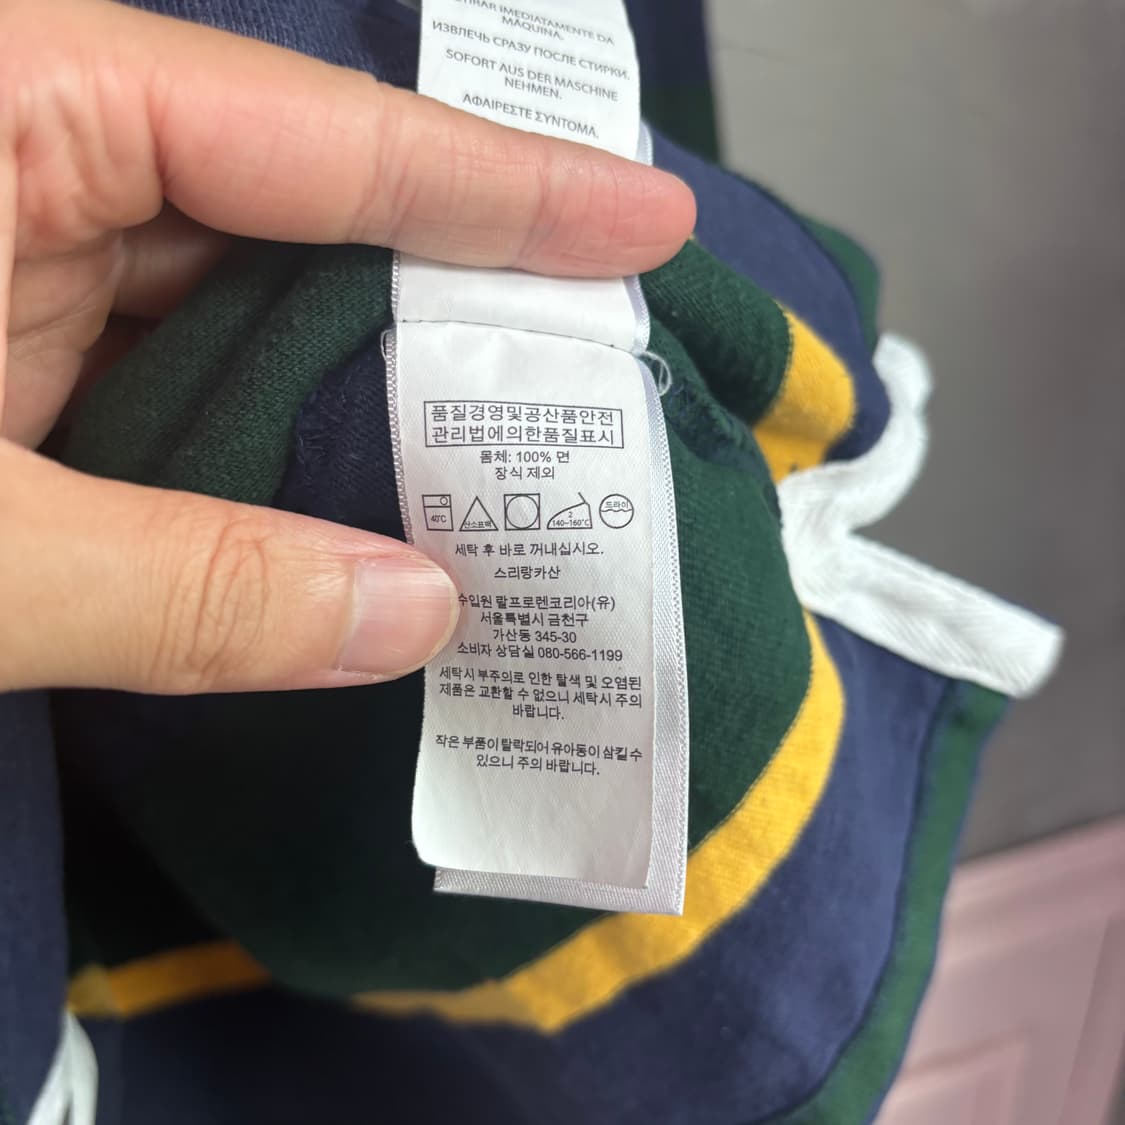 RETIRAR IMEDIATAMENTE DA
MÁQUINA.
ИЗВЛЕЧЬ СРАЗУ ПОСЛЕ СТИРКИ.
SOFORT AUS DER MASCHINE
NEHMEN.
ΑΦΑΙΡΕΣΤΕ ΣΥΝΤΟΜΑ.
품질경영및공산품안전
관리법에의한품질표시
몸체: 100% 면
장식 제외
40℃
산소표백
2
140~160℃
드라이
세탁 후 바로 꺼내십시오.
스리랑카산
수입원 랄프로렌코리아(유)
서울특별시 금천구
가산동 345-30
소비자 상담실 080-566-1199
세탁시 부주의로 인한 탈색 및 오염된
제품은 교환할 수 없으니 세탁시 주의
바랍니다.
작은 부품이 탈락되어 유아동이 삼킬 수
있으니 주의 바랍니다.